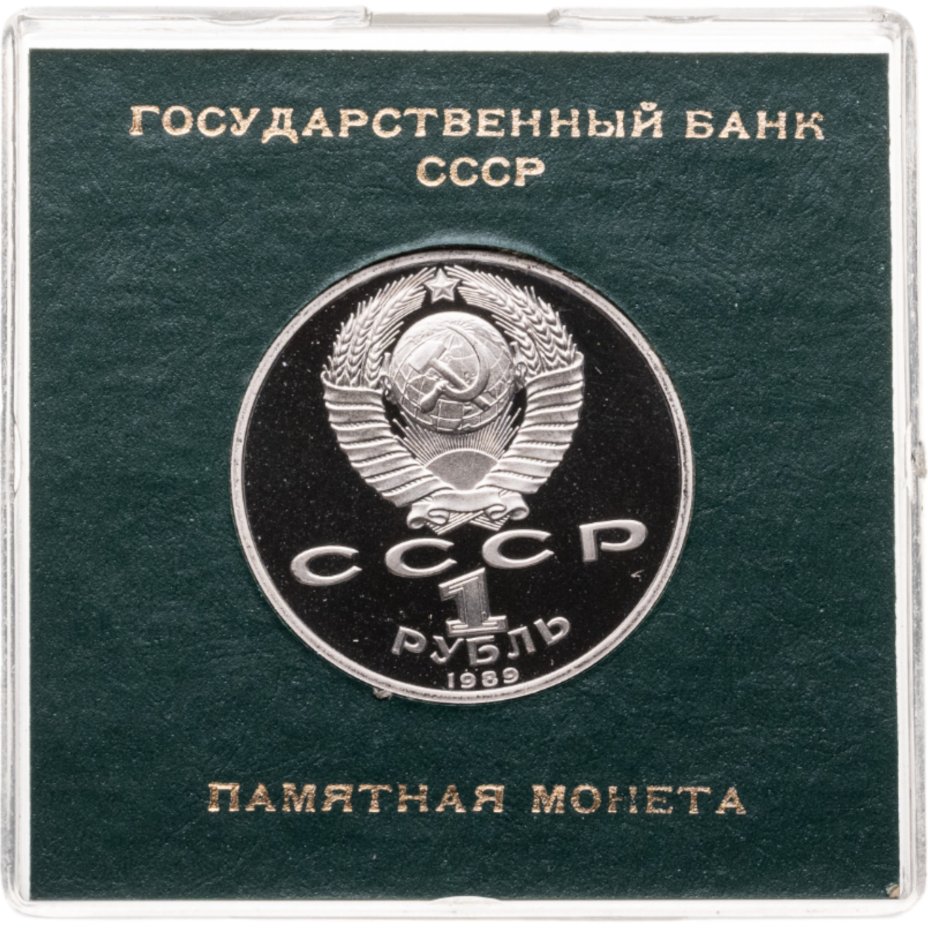 ГОСУДАРСТВЕННЫЙ БАНК
СССР
СССР
1
РУБЛЬ
1989
ПАМЯТНАЯ МОНЕТА